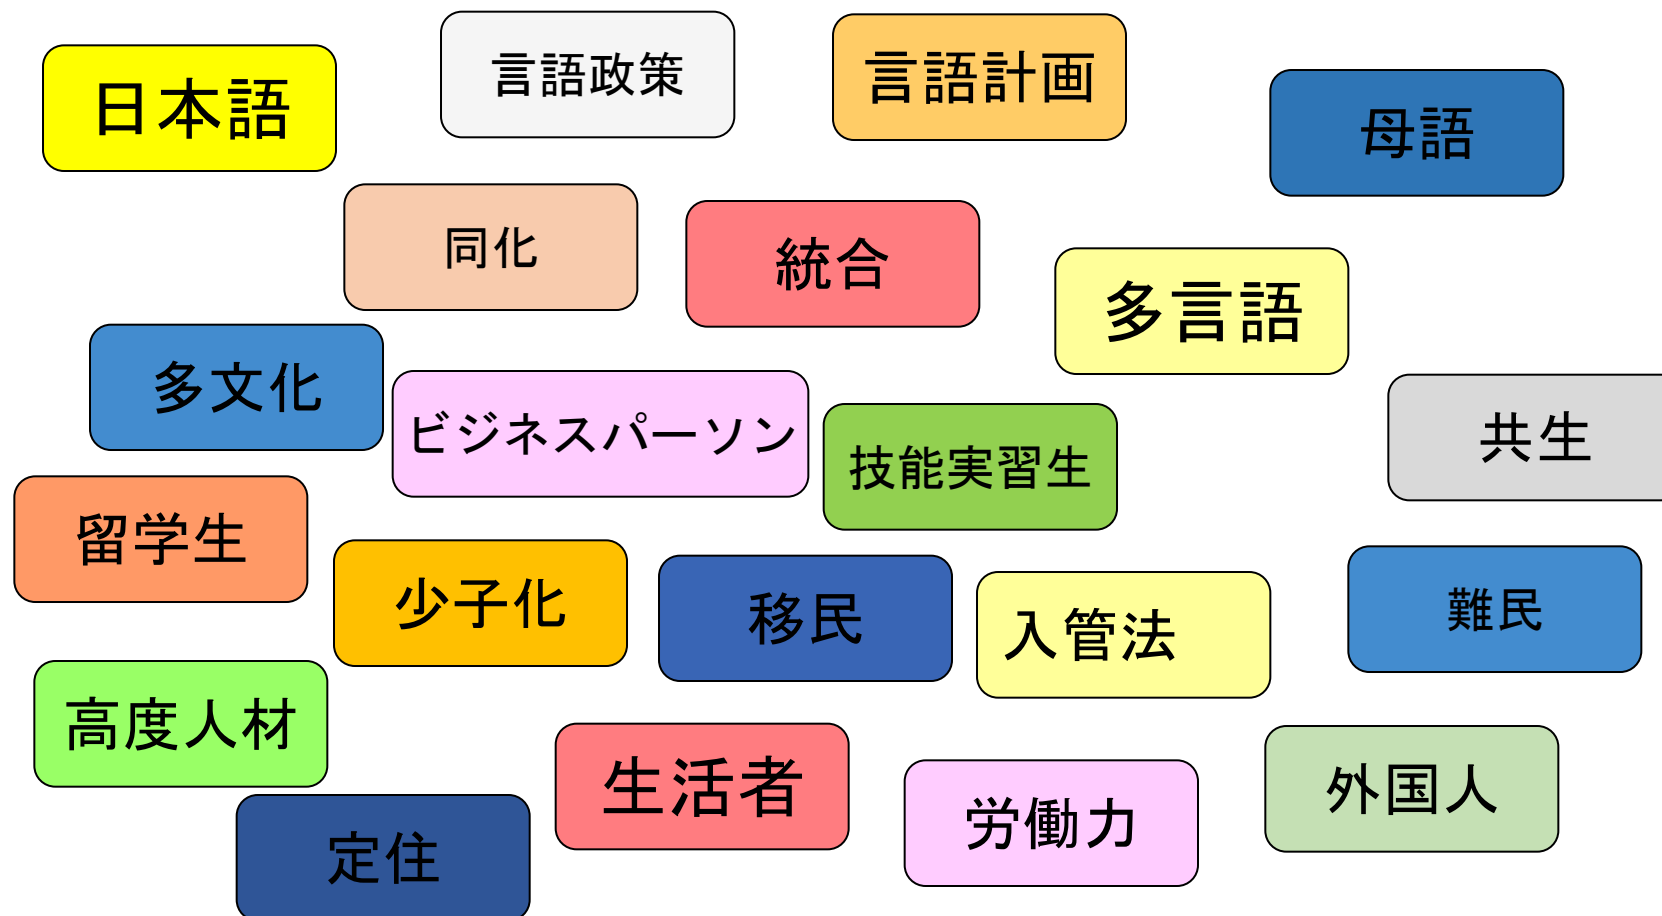 日本語
言語政策
言語計画
母語
同化
統合
多言語
多文化
ビジネスパーソン
技能実習生
共生
留学生
少子化
移民
入管法
難民
高度人材
生活者
労働力
外国人
定住